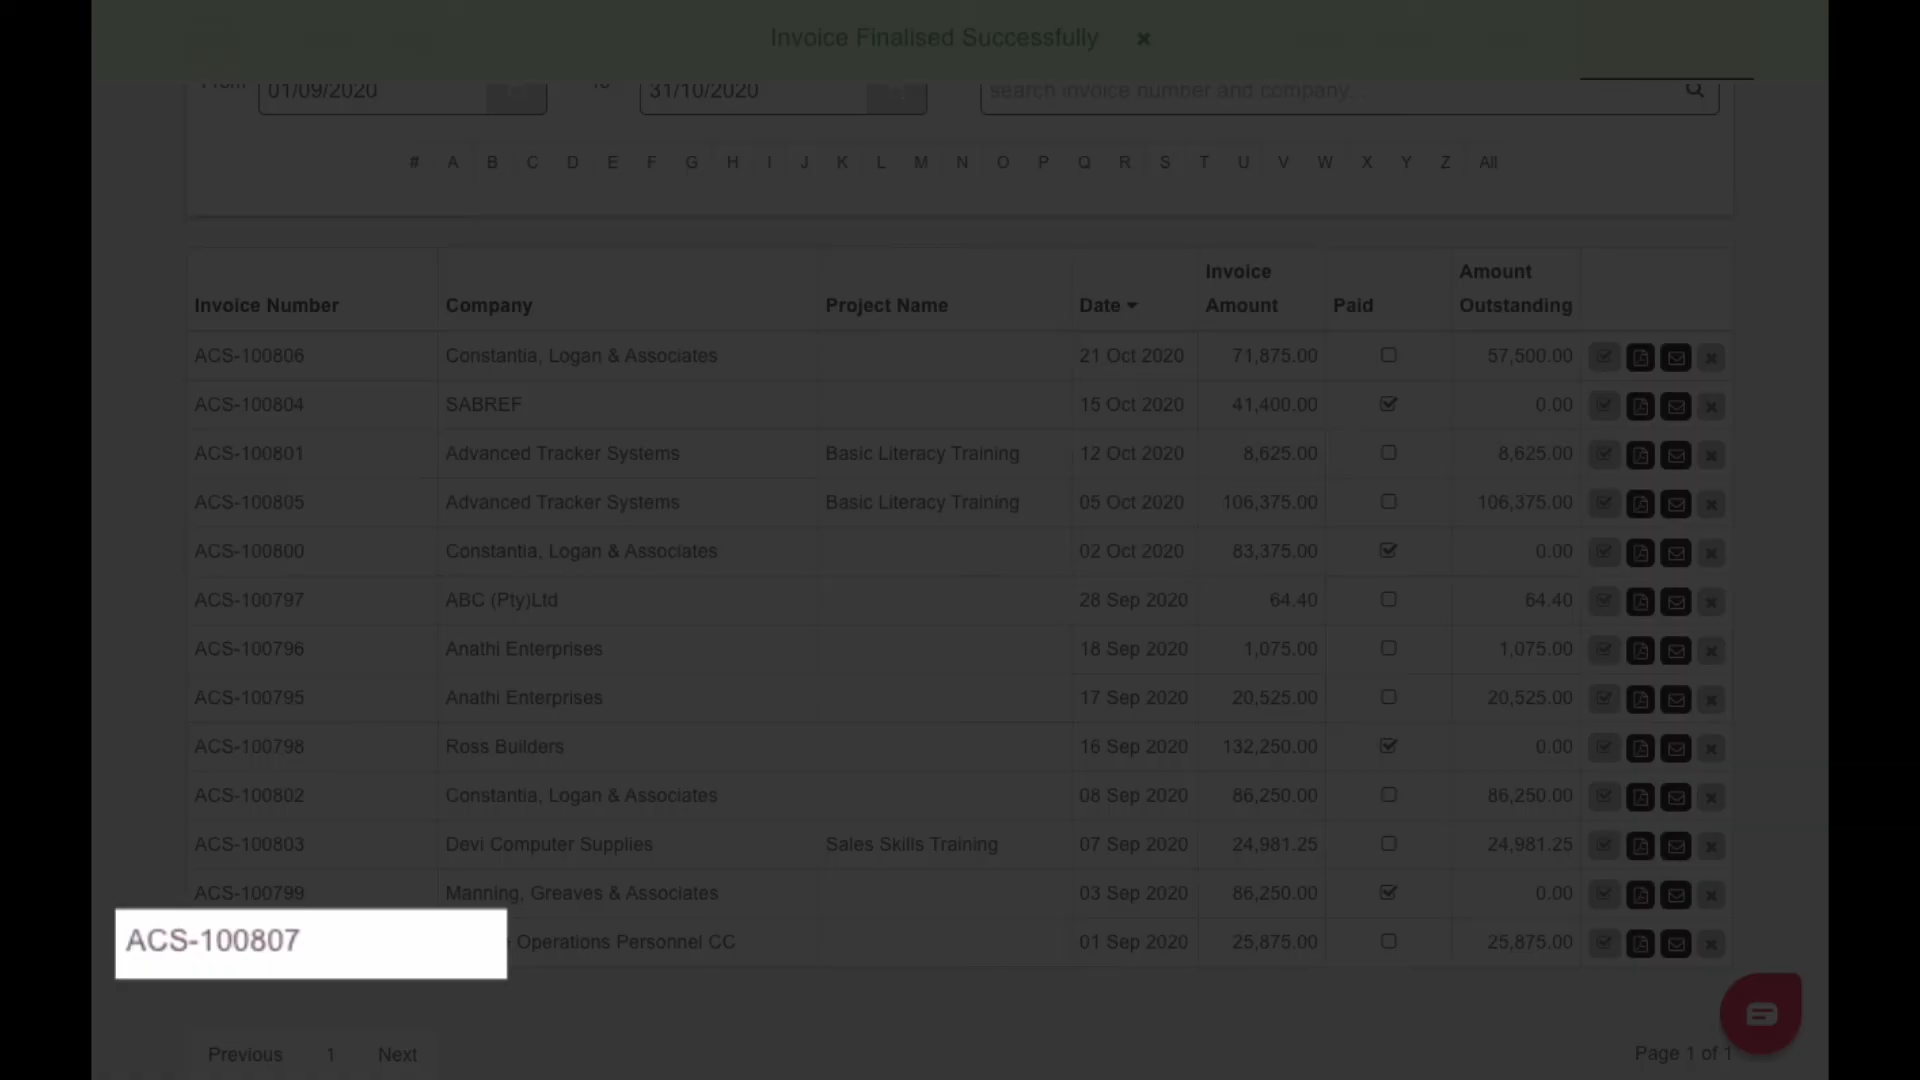 Invoice Finalised Successfully ×
From 01/09/2020 To 31/10/2020 search invoice number and company..
# A B C D E F G H I J K L M N O P Q R S T U V W X Y Z All
Invoice Number Company Project Name Date Invoice Amount Paid Amount Outstanding
ACS-100806 Constantia, Logan & Associates 21 Oct 2020 71,875.00 57,500.00
ACS-100804 SABREF 15 Oct 2020 41,400.00 0.00
ACS-100801 Advanced Tracker Systems Basic Literacy Training 12 Oct 2020 8,625.00 8,625.00
ACS-100805 Advanced Tracker Systems Basic Literacy Training 05 Oct 2020 106,375.00 106,375.00
ACS-100800 Constantia, Logan & Associates 02 Oct 2020 83,375.00 0.00
ACS-100797 ABC (Pty)Ltd 28 Sep 2020 64.40 64.40
ACS-100796 Anathi Enterprises 18 Sep 2020 1,075.00 1,075.00
ACS-100795 Anathi Enterprises 17 Sep 2020 20,525.00 20,525.00
ACS-100798 Ross Builders 16 Sep 2020 132,250.00 0.00
ACS-100802 Constantia, Logan & Associates 08 Sep 2020 86,250.00 86,250.00
ACS-100803 Devi Computer Supplies Sales Skills Training 07 Sep 2020 24,981.25 24,981.25
ACS-100799 Manning, Greaves & Associates 03 Sep 2020 86,250.00 0.00
ACS-100807 Operations Personnel CC 01 Sep 2020 25,875.00 25,875.00
Previous 1 Next Page 1 of 1